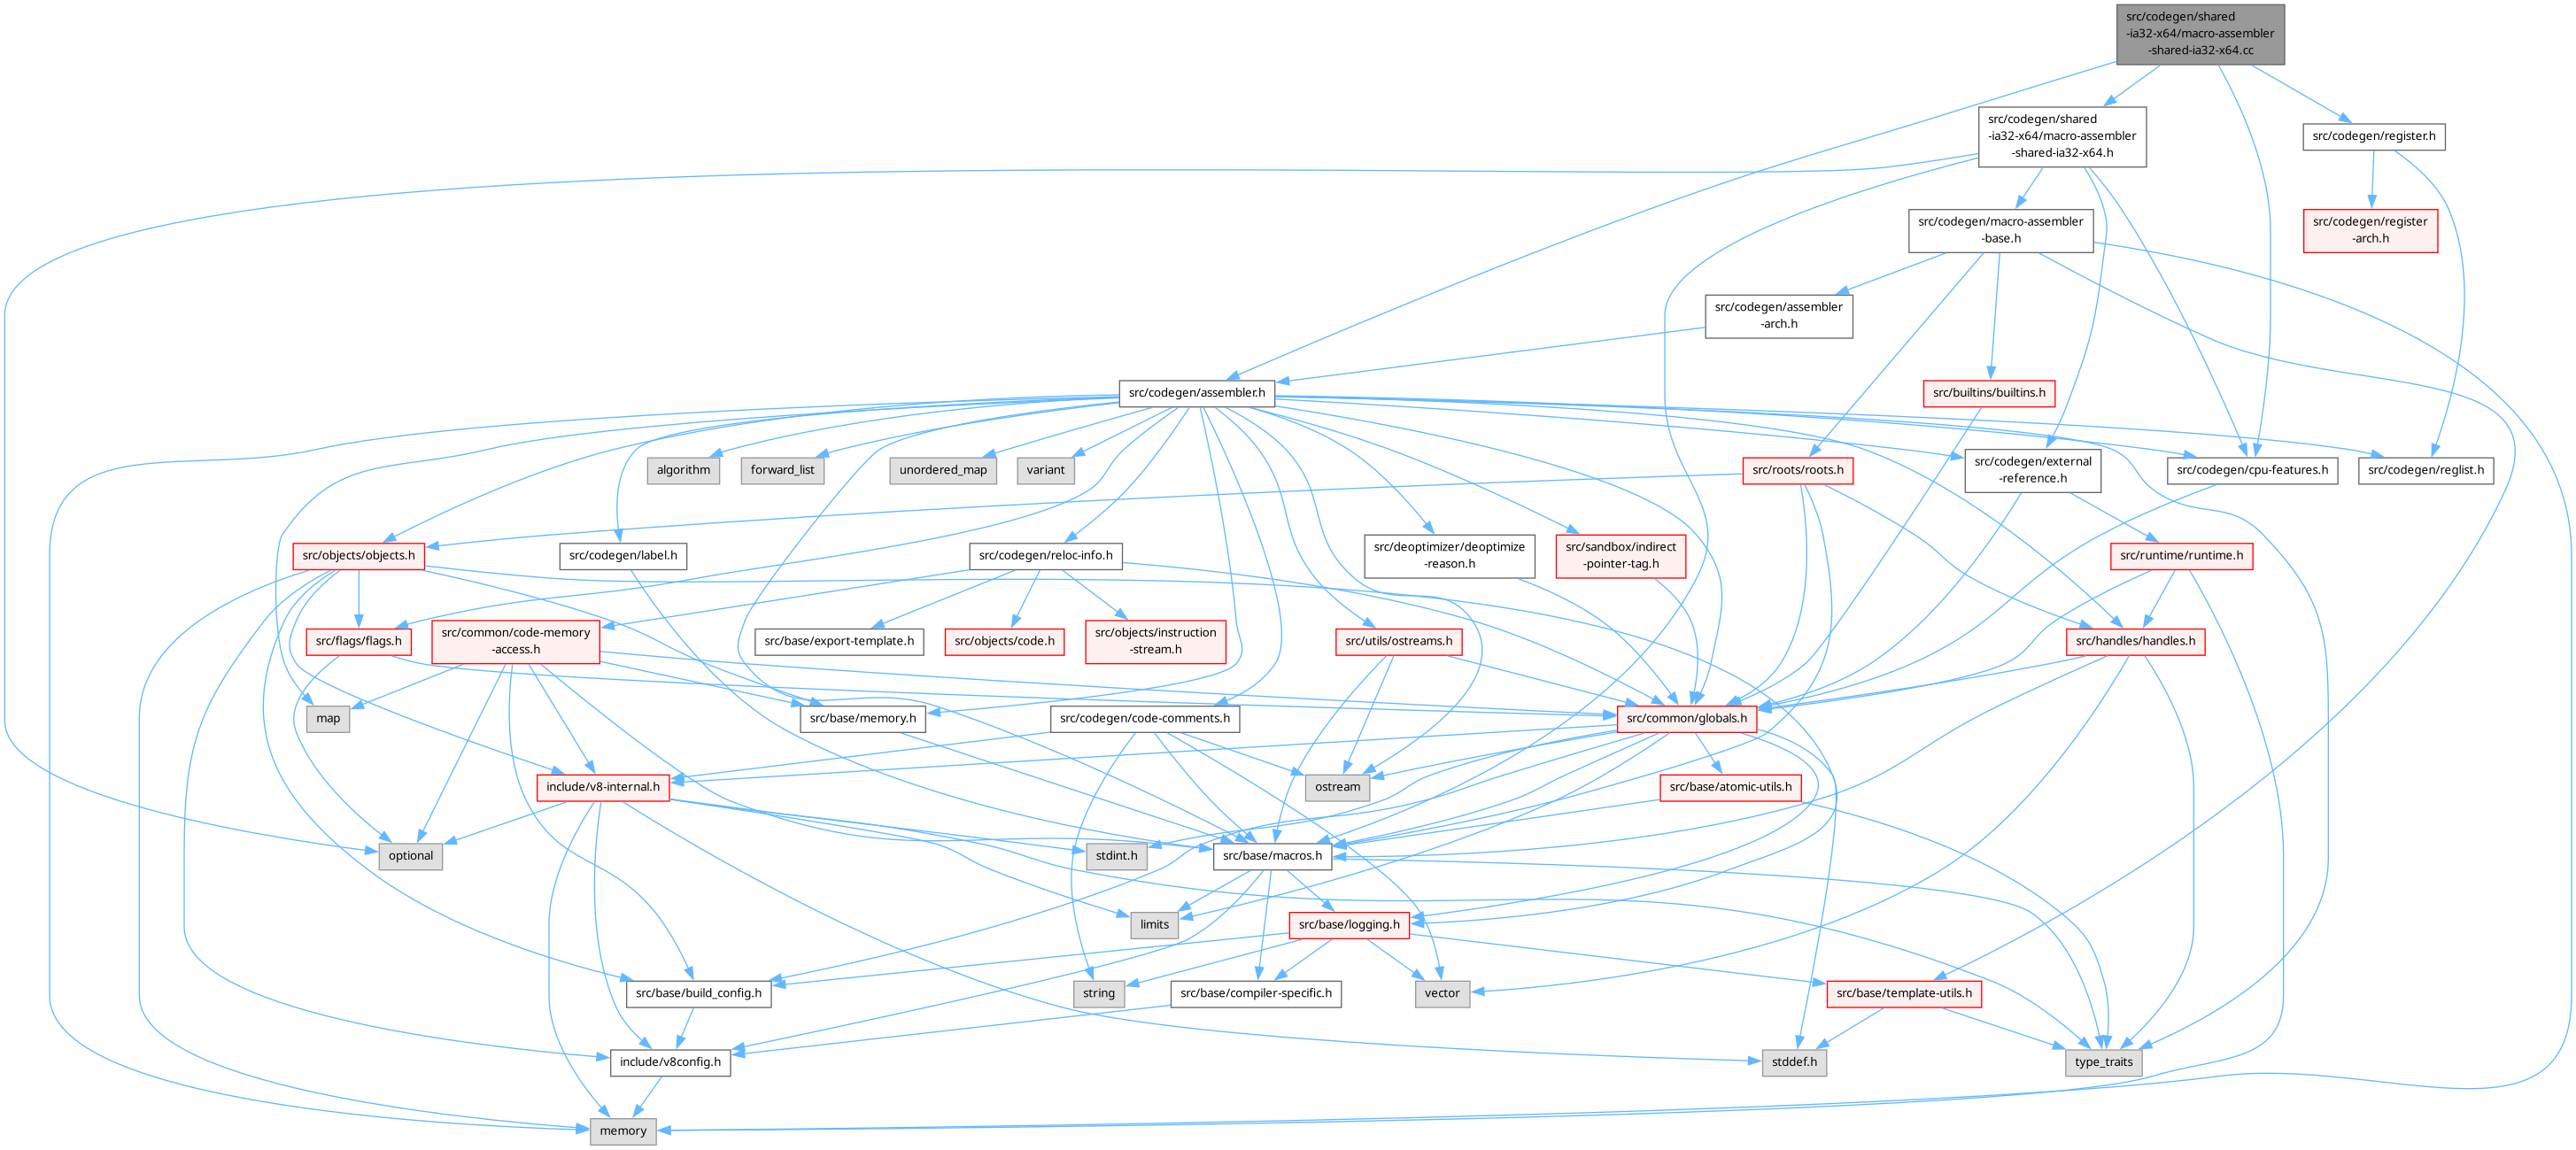 src/codegen/shared
-ia32-x64/macro-assembler
-shared-ia32-x64.cc
src/codegen/shared
-ia32-x64/macro-assembler
-shared-ia32-x64.h
src/codegen/register.h
src/codegen/macro-assembler
-base.h
src/codegen/register
-arch.h
src/codegen/assembler
-arch.h
src/codegen/assembler.h
src/builtins/builtins.h
algorithm
forward_list
unordered_map
variant
src/roots/roots.h
src/codegen/external
-reference.h
src/codegen/cpu-features.h
src/codegen/reglist.h
src/objects/objects.h
src/codegen/label.h
src/codegen/reloc-info.h
src/deoptimizer/deoptimize
-reason.h
src/sandbox/indirect
-pointer-tag.h
src/runtime/runtime.h
src/flags/flags.h
src/common/code-memory
-access.h
src/base/export-template.h
src/objects/code.h
src/objects/instruction
-stream.h
src/utils/ostreams.h
src/handles/handles.h
map
src/base/memory.h
src/codegen/code-comments.h
src/common/globals.h
include/v8-internal.h
ostream
src/base/atomic-utils.h
optional
stdint.h
src/base/macros.h
limits
src/base/logging.h
src/base/build_config.h
string
src/base/compiler-specific.h
vector
src/base/template-utils.h
include/v8config.h
stddef.h
type_traits
memory